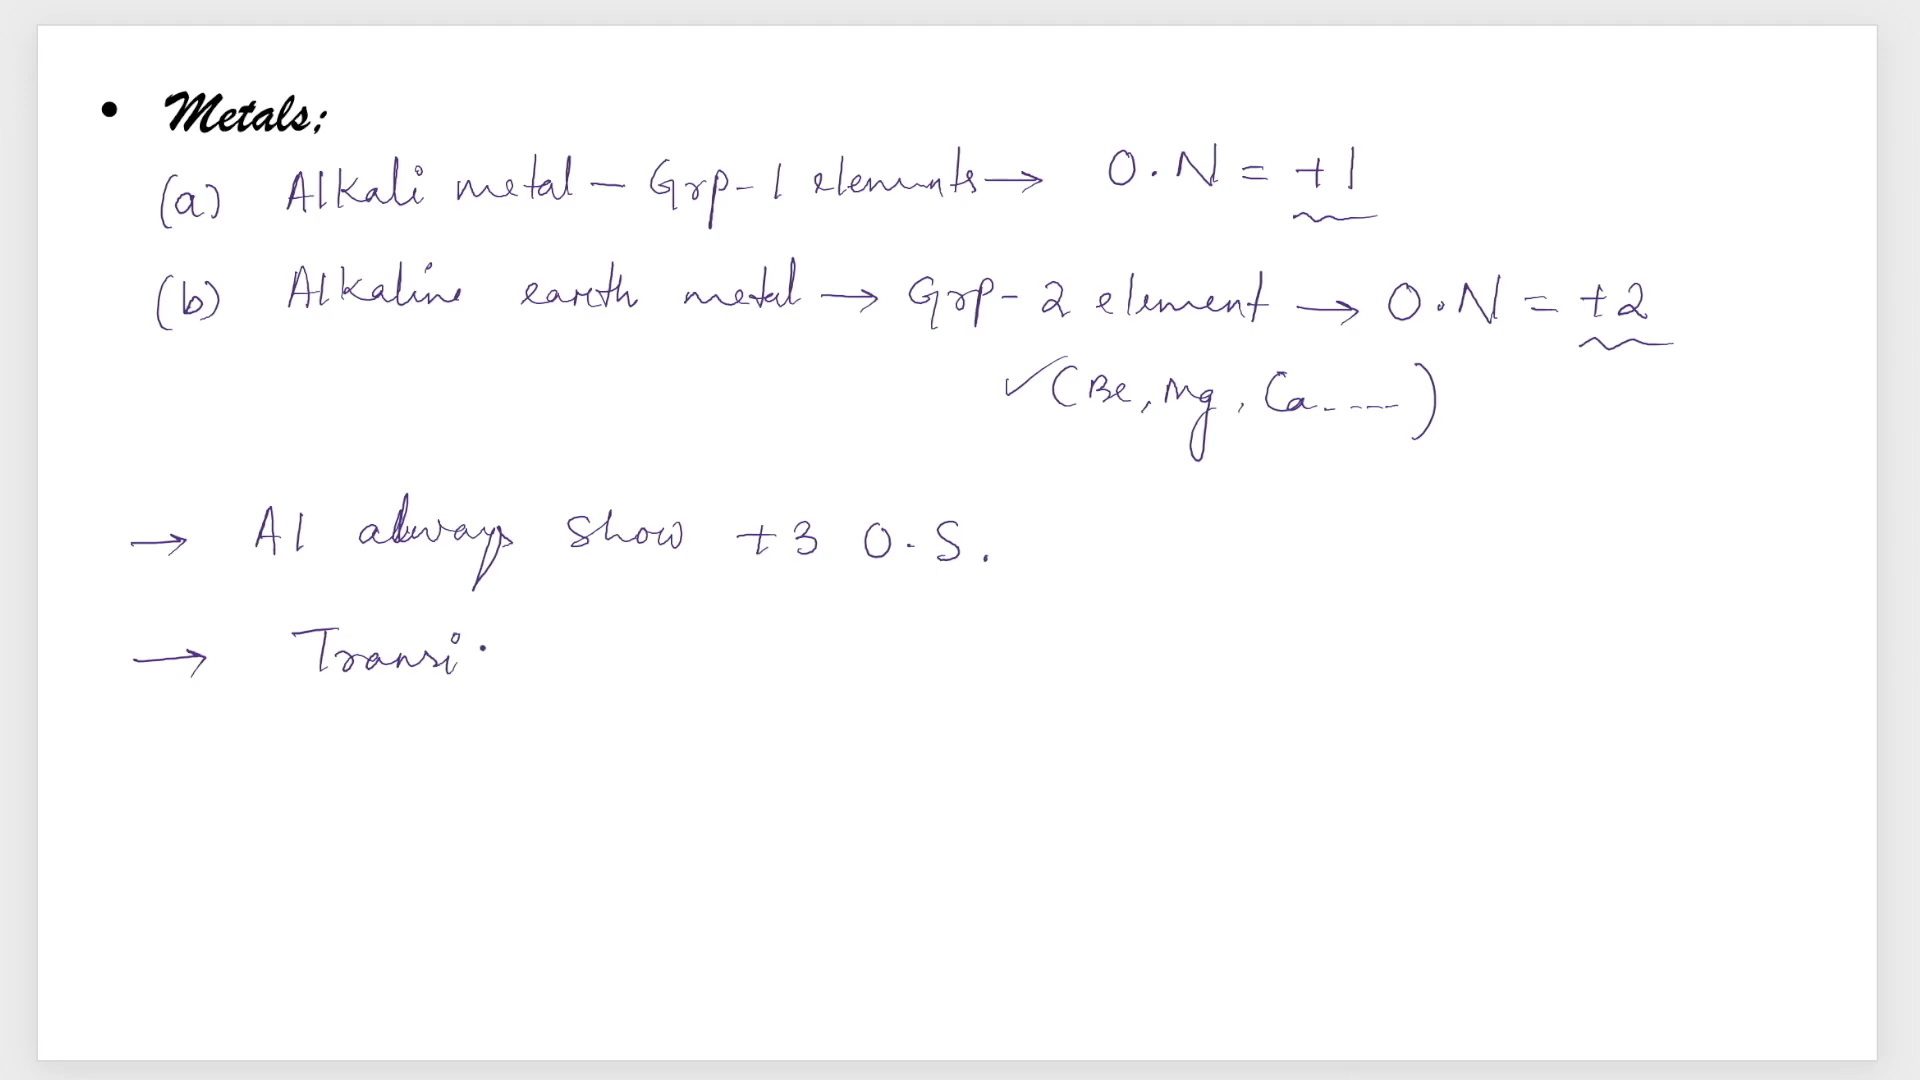 • Metals;
(a) Alkali metal – Grp-1 elements → O.N = +1
(b) Alkaline earth metal → Grp-2 element → O.N = +2
✓(Be, Mg, Ca.----)
→ Al always show +3 O.S.
→ Transi